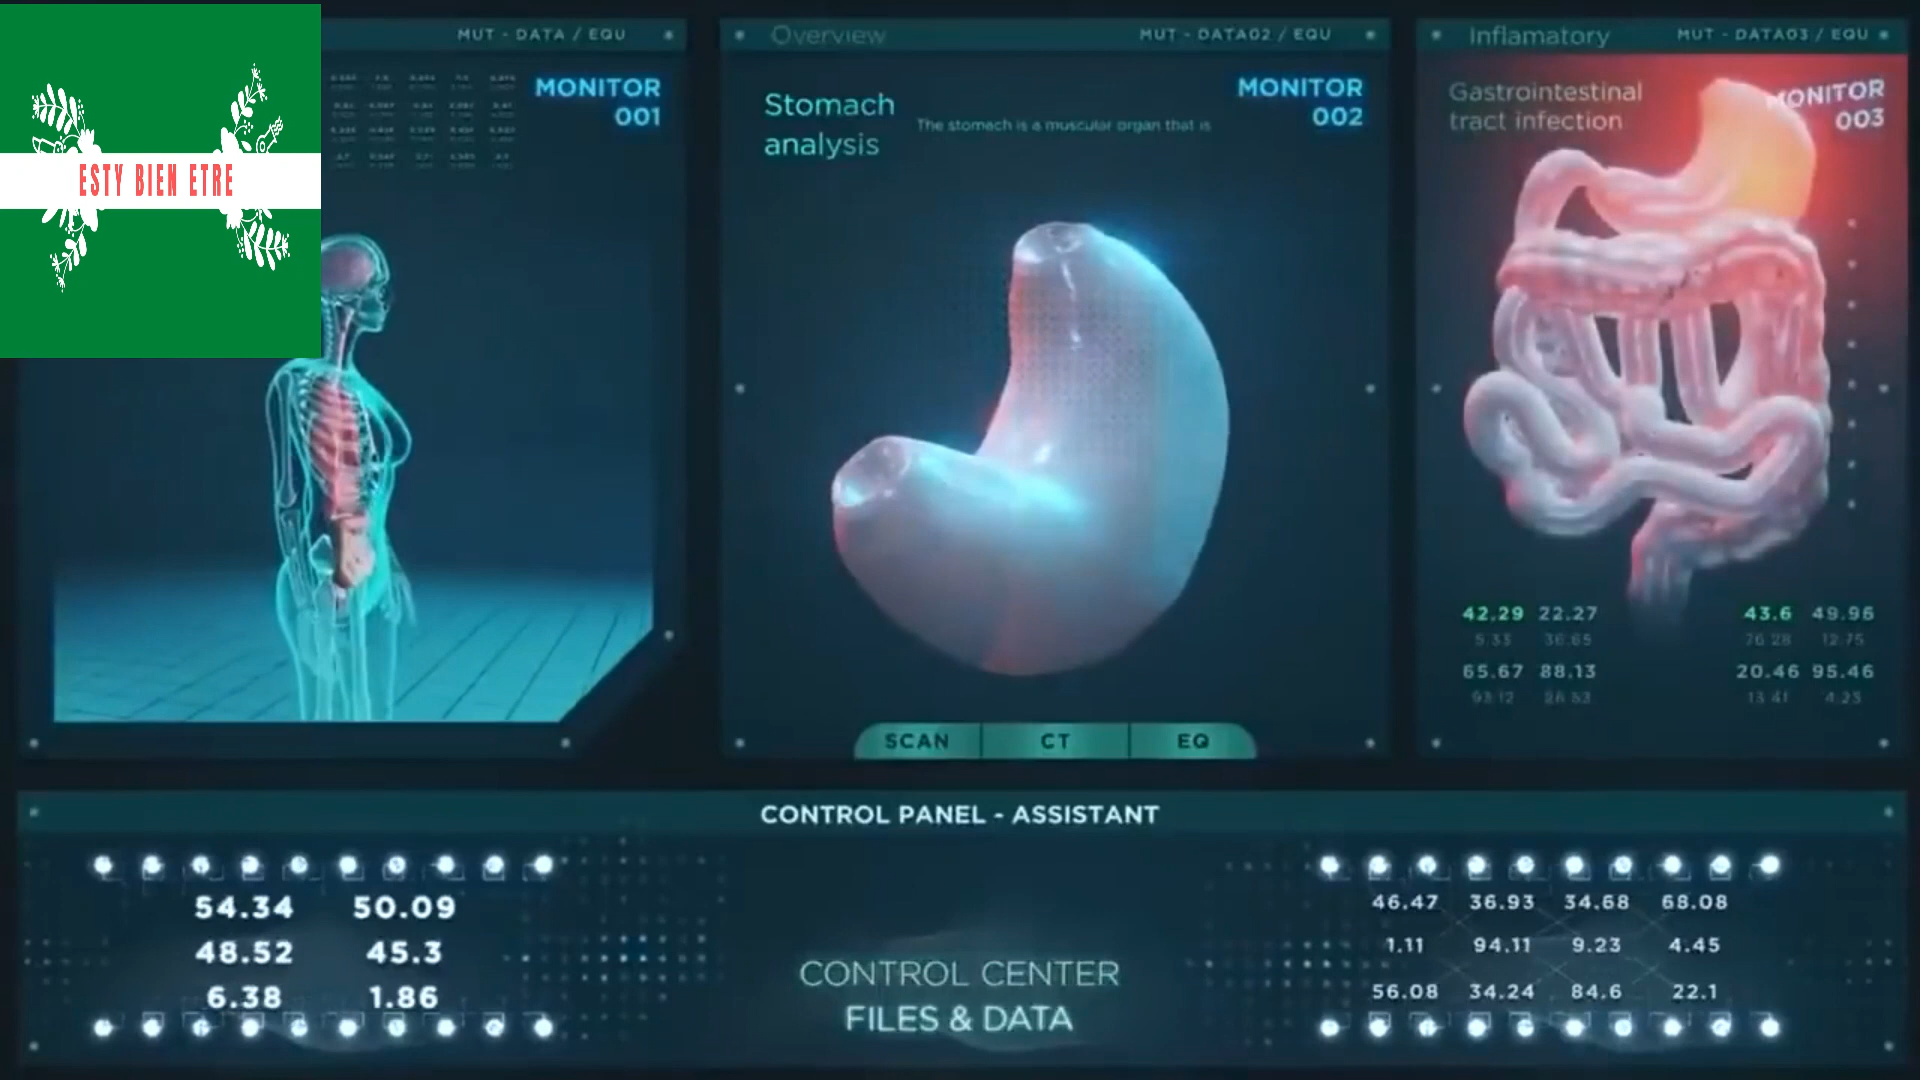 ESTY BIEN ETRE
MUT - DATA / EQU
MONITOR
001
Overview
MUT - DATA02 / EQU
MONITOR
002
Stomach
analysis
The stomach is a muscular organ that is
SCAN CT EQ
Inflamatory
MUT - DATA03 / EQU
Gastrointestinal
tract infection
MONITOR
003
42.29 22.27
43.6 49.96
65.67 88.13
20.46 95.46
CONTROL PANEL - ASSISTANT
54.34 50.09
48.52 45.3
6.38 1.86
CONTROL CENTER
FILES & DATA
46.47 36.93 34.68 68.08
1.11 94.11 9.23 4.45
56.08 34.24 84.6 22.1